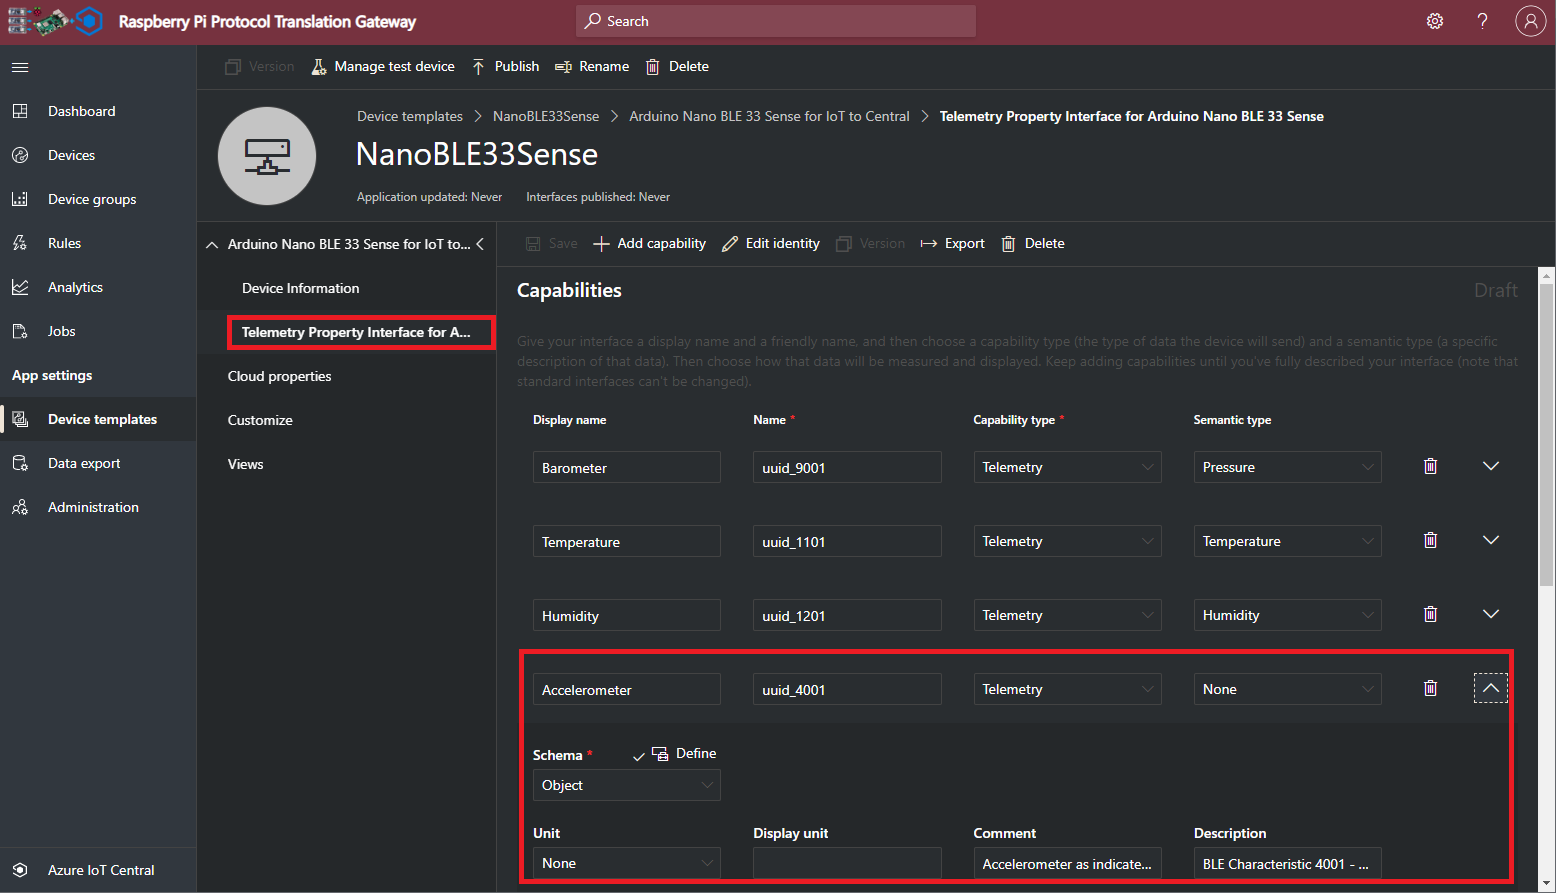 Raspberry Pi Protocol Translation Gateway
Search
Version
Manage test device
Publish
Rename
Delete
Dashboard
Devices
Device groups
Rules
Analytics
Jobs
App settings
Device templates
Data export
Administration
Azure IoT Central
Device templates > NanoBLE33Sense > Arduino Nano BLE 33 Sense for IoT to Central > Telemetry Property Interface for Arduino Nano BLE 33 Sense
NanoBLE33Sense
Application updated: Never Interfaces published: Never
Arduino Nano BLE 33 Sense for IoT to...
Device Information
Telemetry Property Interface for A...
Cloud properties
Customize
Views
Save
Add capability
Edit identity
Version
Export
Delete
Capabilities
Draft
Give your interface a display name and a friendly name, and then choose a capability type (the type of data the device will send) and a semantic type (a specific
description of that data). Then choose how that data will be measured and displayed. Keep adding capabilities until you've fully described your interface (note that
standard interfaces can't be changed).
Display name Name * Capability type * Semantic type
Barometer uuid_9001 Telemetry Pressure
Temperature uuid_1101 Telemetry Temperature
Humidity uuid_1201 Telemetry Humidity
Accelerometer uuid_4001 Telemetry None
Schema * Define
Object
Unit Display unit Comment Description
None Accelerometer as indicate... BLE Characteristic 4001 - ...